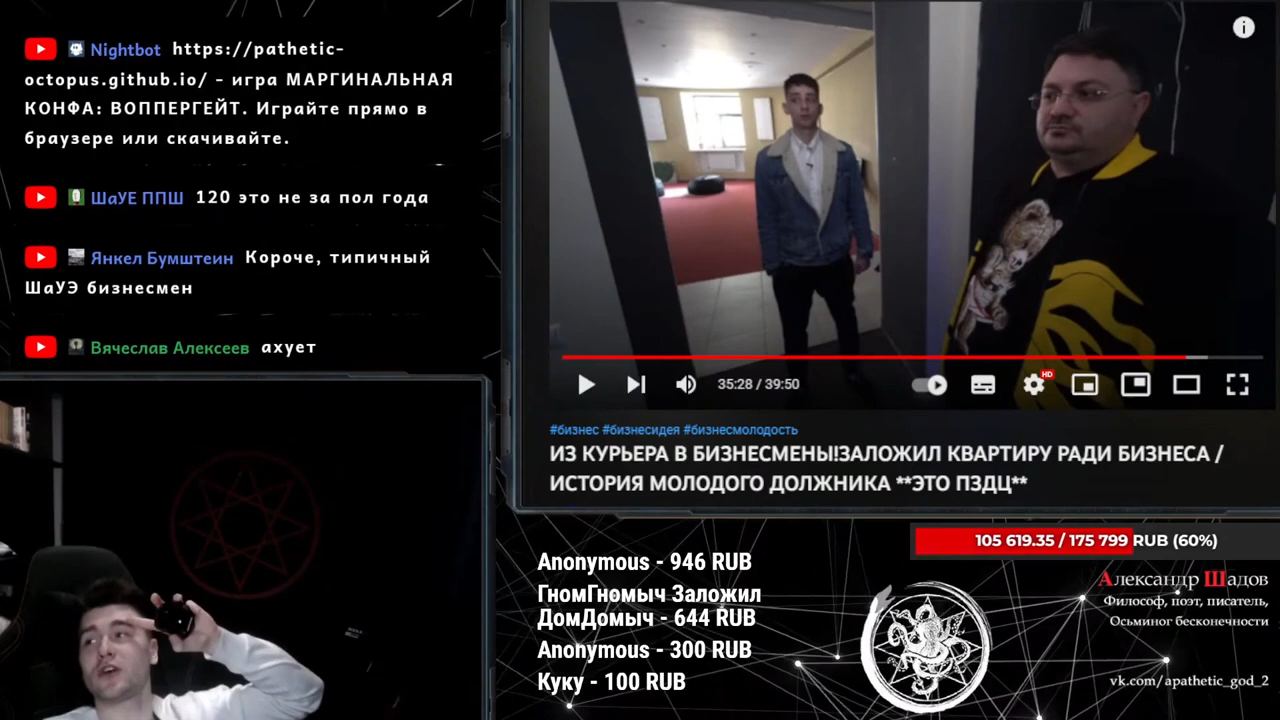 Nightbot https://pathetic-
octopus.github.io/ - игра МАРГИНАЛЬНАЯ
КОНФА: ВОППЕРГЕЙТ. Играйте прямо в
браузере или скачивайте.
ШаУЕ ППШ 120 это не за пол года
Янкел Бумштеин Короче, типичный
ШаУЭ бизнесмен
Вячеслав Алексеев ахует
35:28 / 39:50
HD
#бизнес #бизнесидея #бизнесмолодость
ИЗ КУРЬЕРА В БИЗНЕСМЕНЫ!ЗАЛОЖИЛ КВАРТИРУ РАДИ БИЗНЕСА /
ИСТОРИЯ МОЛОДОГО ДОЛЖНИКА **ЭТО ПЗДЦ**
105 619.35 / 175 799 RUB (60%)
Anonymous - 946 RUB
ГномГномыч Заложил
ДомДомыч - 644 RUB
Anonymous - 300 RUB
Куку - 100 RUB
Александр Шадов
Философ, поэт, писатель,
Осьминог бесконечности
vk.com/apathetic_god_2